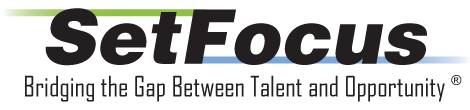 SetFocus
Bridging the Gap Between Talent and Opportunity ®